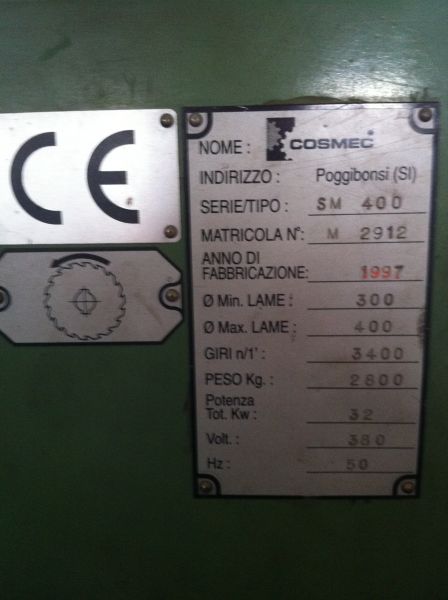 CE
NOME : COSMEC
INDIRIZZO : Poggibonsi (SI)
SERIE/TIPO : SM 400
MATRICOLA N°: M 2912
ANNO DI
FABBRICAZIONE: 1997
Ø Min. LAME : 300
Ø Max. LAME : 400
GIRI n/1' : 3400
PESO Kg. : 2800
Potenza
Tot. Kw : 32
Volt. : 380
Hz : 50